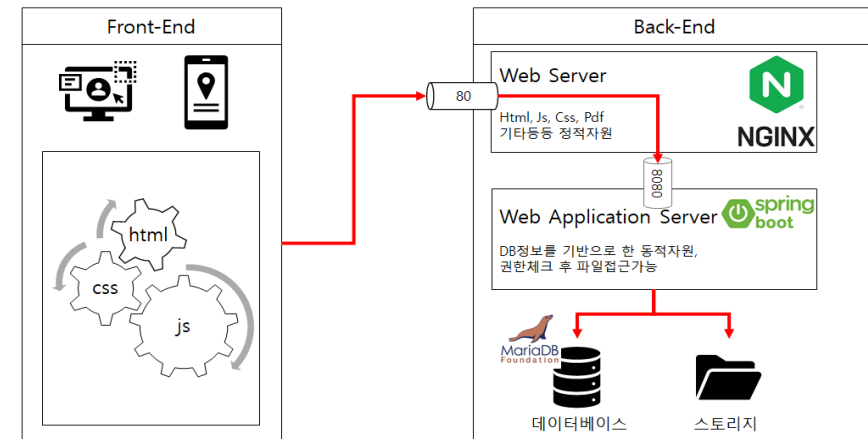 Front-End
html
css
js
Back-End
80
Web Server
Html, Js, Css, Pdf
기타등등 정적자원
NGINX
8080
Web Application Server
spring
boot
DB정보를 기반으로 한 동적자원,
권한체크 후 파일접근가능
MariaDB
Foundation
데이터베이스
스토리지